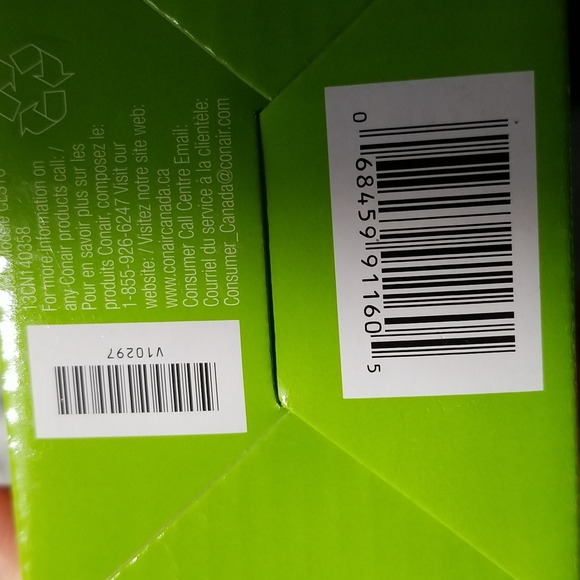 13CN140358
For more information on
any Conair products call: /
Pour en savoir plus sur les
produits Conair, composez le:
1-855-926-6247 Visit our
website: / Visitez notre site web:
www.conaircanada.ca
Consumer Call Centre Email:
Courriel du service à la clientèle:
Consumer_Canada@conair.com
V10297
0 68459 91160 5